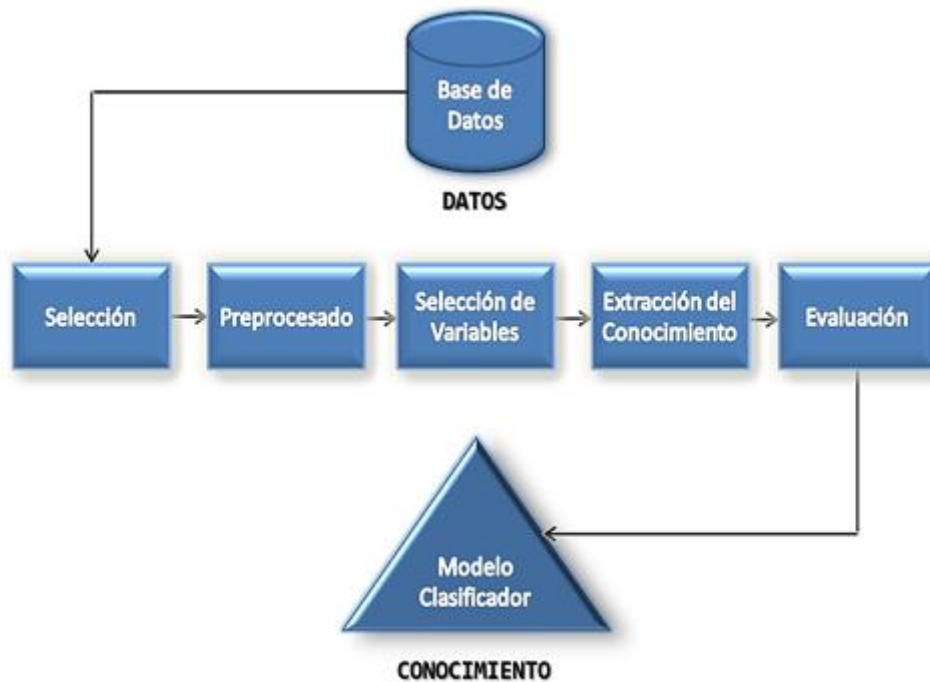 Base de
Datos
DATOS
Selección
Preprocesado
Selección de
Variables
Extracción del
Conocimiento
Evaluación
Modelo
Clasificador
CONOCIMIENTO